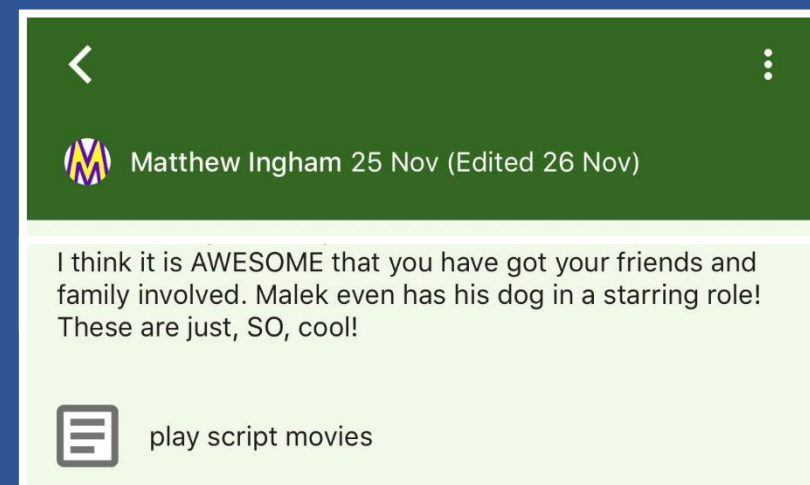 Matthew Ingham 25 Nov (Edited 26 Nov)
I think it is AWESOME that you have got your friends and
family involved. Malek even has his dog in a starring role!
These are just, SO, cool!
play script movies